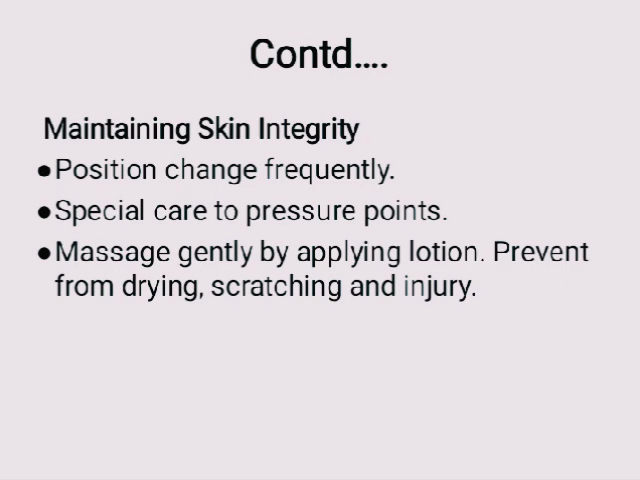 Contd....
Maintaining Skin Integrity
●Position change frequently.
●Special care to pressure points.
●Massage gently by applying lotion. Prevent
from drying, scratching and injury.